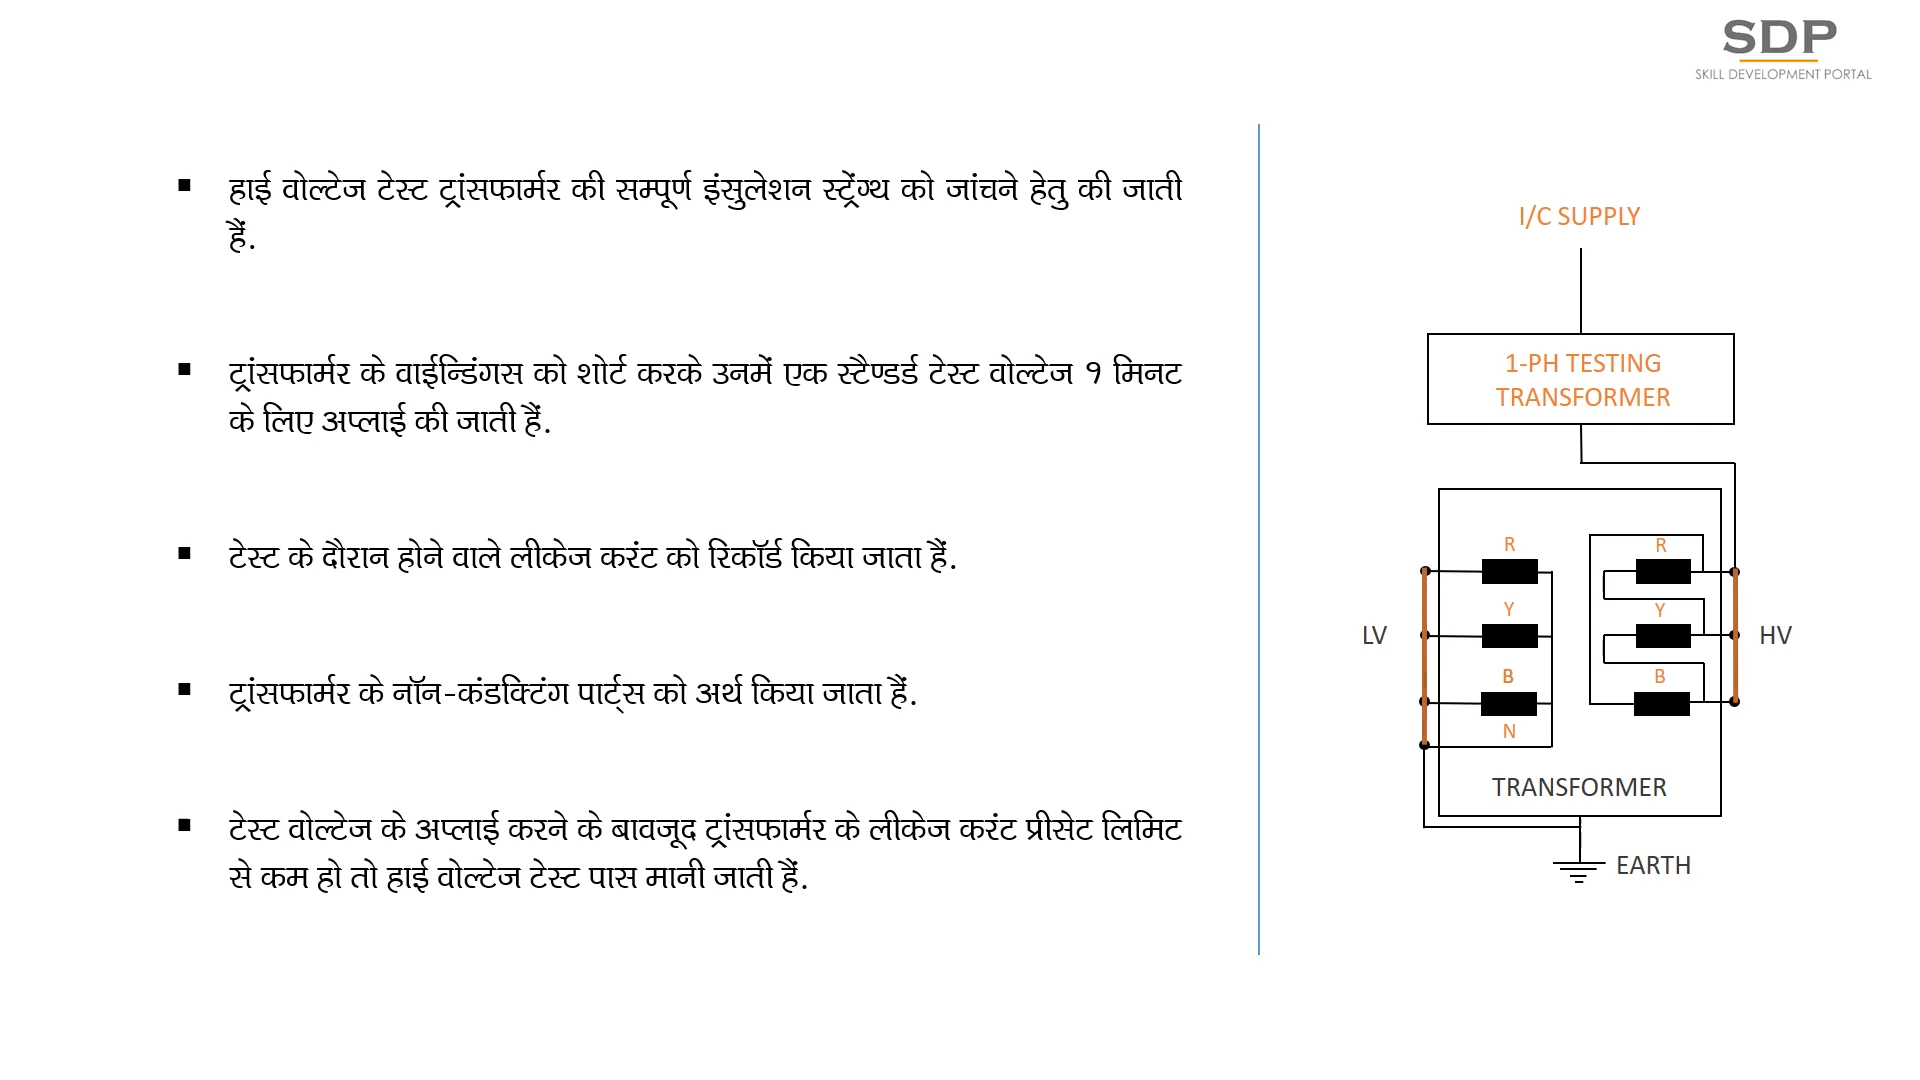 SDP
SKILL DEVELOPMENT PORTAL
▪ हाई वोल्टेज टेस्ट ट्रांसफार्मर की सम्पूर्ण इंसुलेशन स्ट्रेंग्थ को जांचने हेतु की जाती
हैं.
▪ ट्रांसफार्मर के वाईन्डिंगस को शोर्ट करके उनमें एक स्टैण्डर्ड टेस्ट वोल्टेज १ मिनट
के लिए अप्लाई की जाती हैं.
▪ टेस्ट के दौरान होने वाले लीकेज करंट को रिकॉर्ड किया जाता हैं.
▪ ट्रांसफार्मर के नॉन-कंडक्टिंग पार्ट्स को अर्थ किया जाता हैं.
▪ टेस्ट वोल्टेज के अप्लाई करने के बावजूद ट्रांसफार्मर के लीकेज करंट प्रीसेट लिमिट
से कम हो तो हाई वोल्टेज टेस्ट पास मानी जाती हैं.
I/C SUPPLY
1-PH TESTING
TRANSFORMER
R R
Y Y
LV HV
B B
N
TRANSFORMER
EARTH